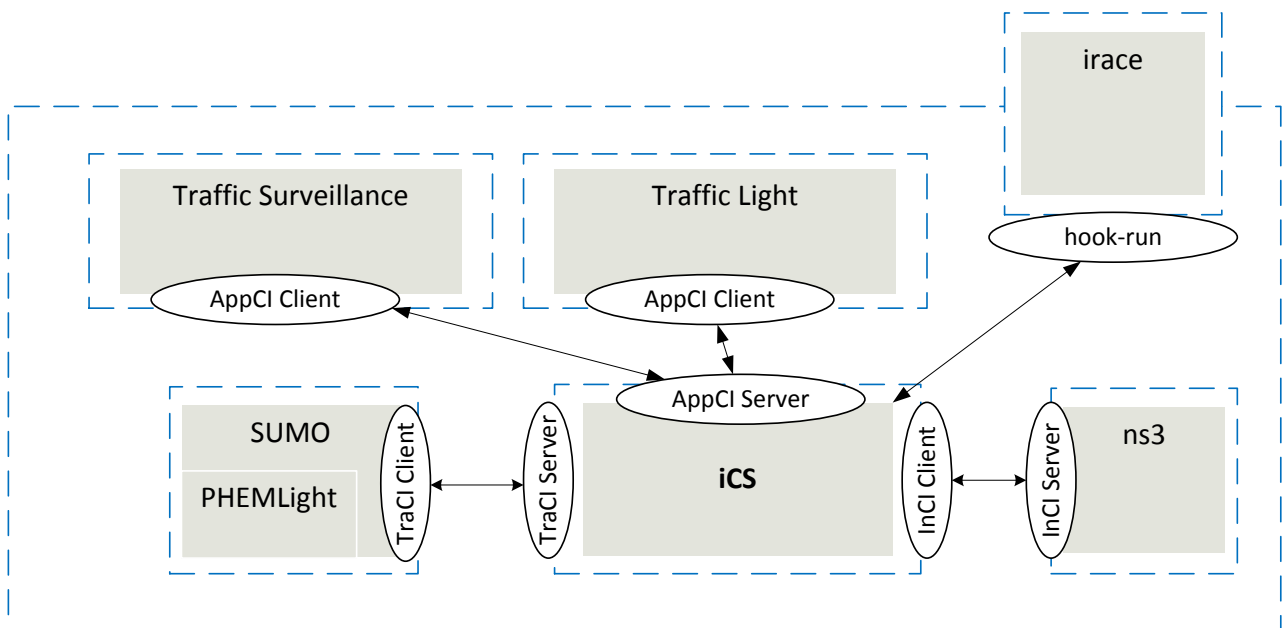 irace
Traffic Surveillance
Traffic Light
hook-run
AppCI Client
AppCI Client
AppCI Server
SUMO
PHEMLight
TraCI Client
TraCI Server
iCS
InCI Client
InCI Server
ns3